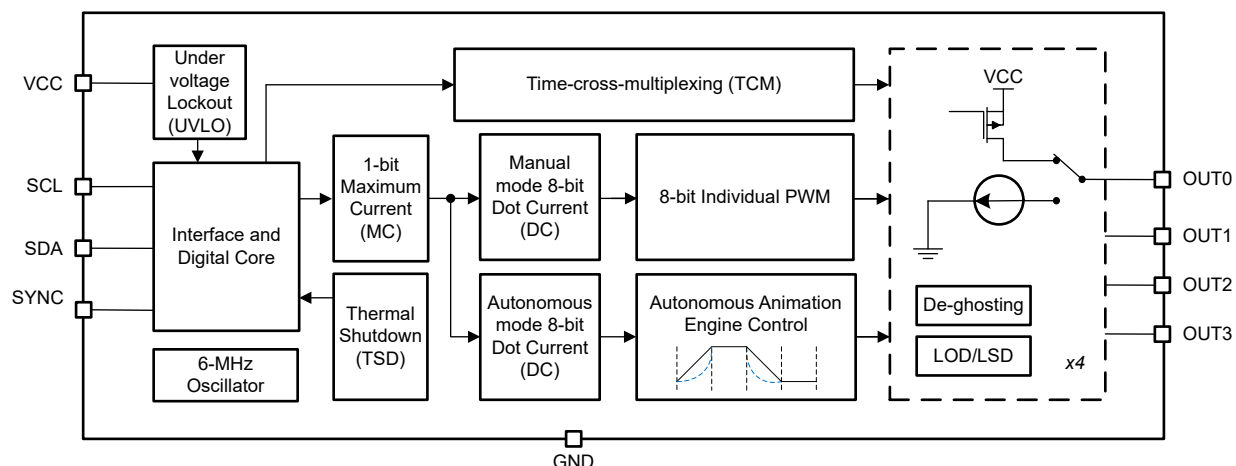 VCC
SCL
SDA
SYNC
Under
voltage
Lockout
(UVLO)
Interface and
Digital Core
6-MHz
Oscillator
Time-cross-multiplexing (TCM)
1-bit
Maximum
Current
(MC)
Thermal
Shutdown
(TSD)
Manual
mode 8-bit
Dot Current
(DC)
8-bit Individual PWM
Autonomous
mode 8-bit
Dot Current
(DC)
Autonomous Animation
Engine Control
VCC
De-ghosting
LOD/LSD
x4
OUT0
OUT1
OUT2
OUT3
GND